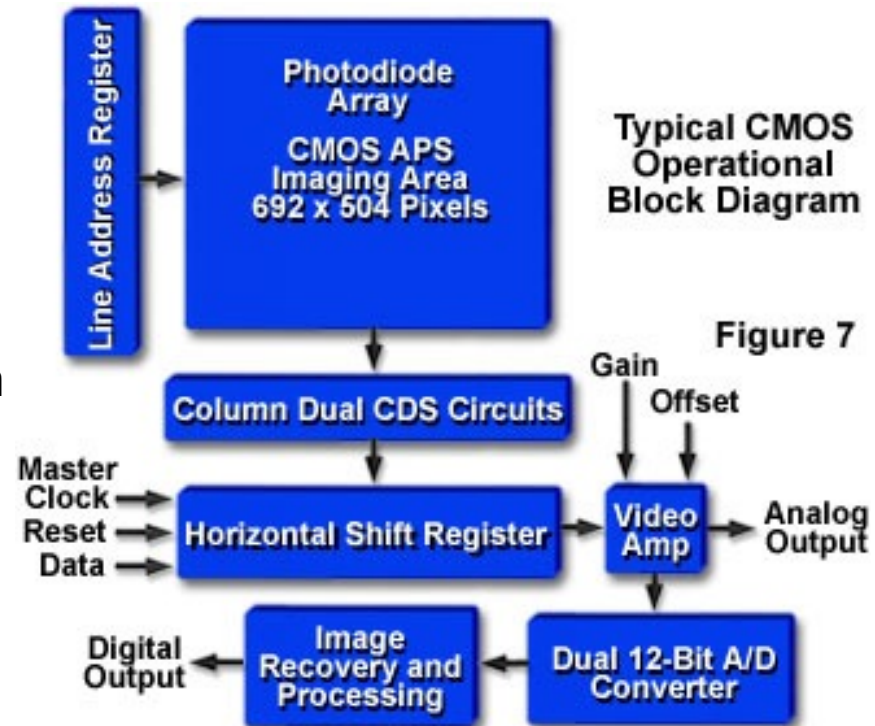 Line Address Register
Photodiode
Array
CMOS APS
Imaging Area
692 x 504 Pixels
Typical CMOS
Operational
Block Diagram
Figure 7
Column Dual CDS Circuits
Gain
Offset
Master
Clock
Reset
Data
Horizontal Shift Register
Video
Amp
Analog
Output
Digital
Output
Image
Recovery and
Processing
Dual 12-Bit A/D
Converter